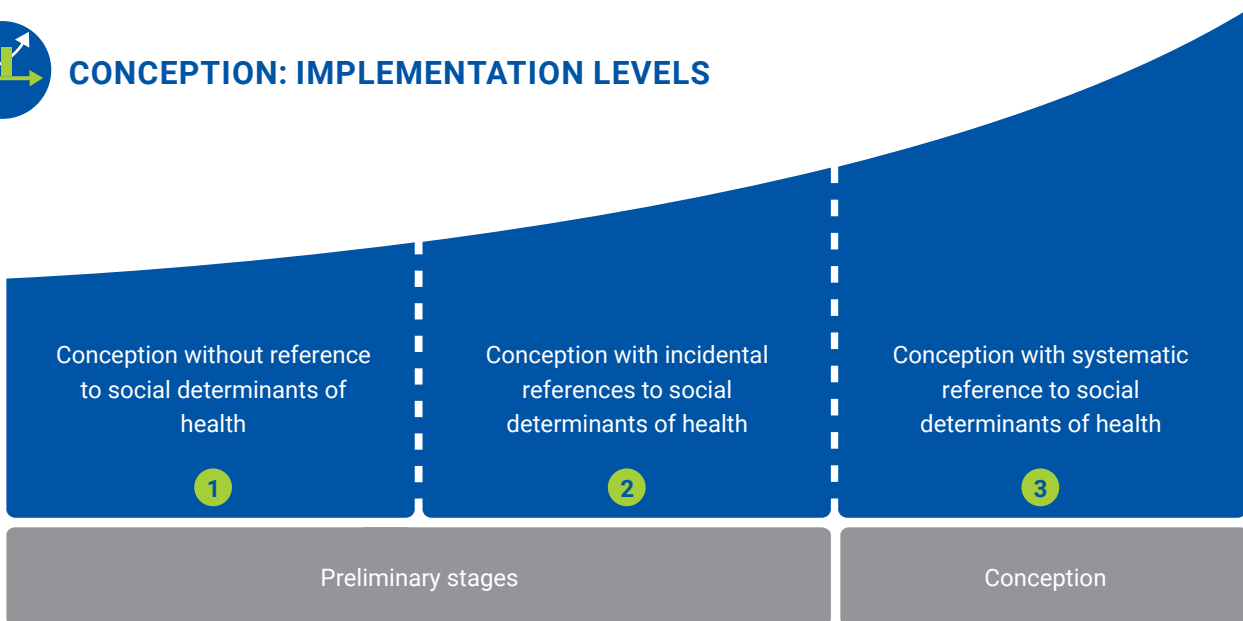 CONCEPTION: IMPLEMENTATION LEVELS
Conception without reference
to social determinants of
health
1
Conception with incidental
references to social
determinants of health
2
Conception with systematic
reference to social
determinants of health
3
Preliminary stages
Conception